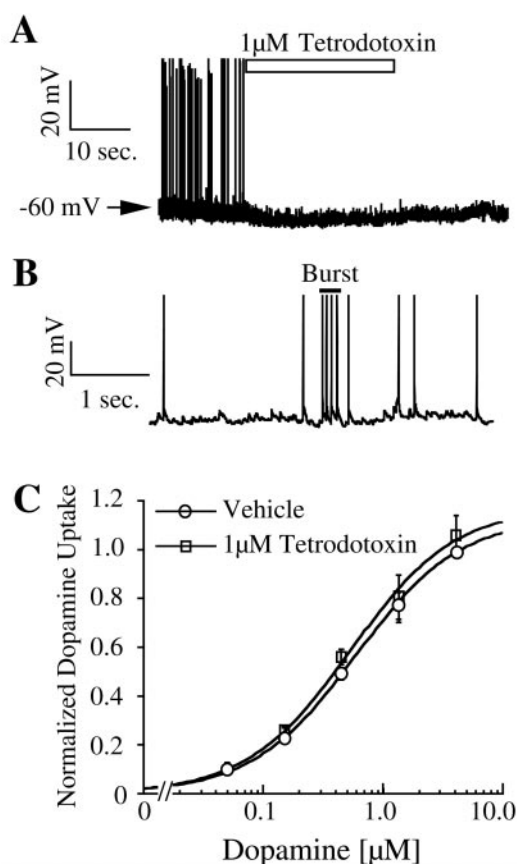 A
1μM Tetrodotoxin
20 mV
10 sec.
-60 mV
B
Burst
20 mV
1 sec.
C
Normalized Dopamine Uptake
1.2
1.0
0.8
0.6
0.4
0.2
0
Vehicle
1μM Tetrodotoxin
0 0.1 1.0 10.0
Dopamine [μM]